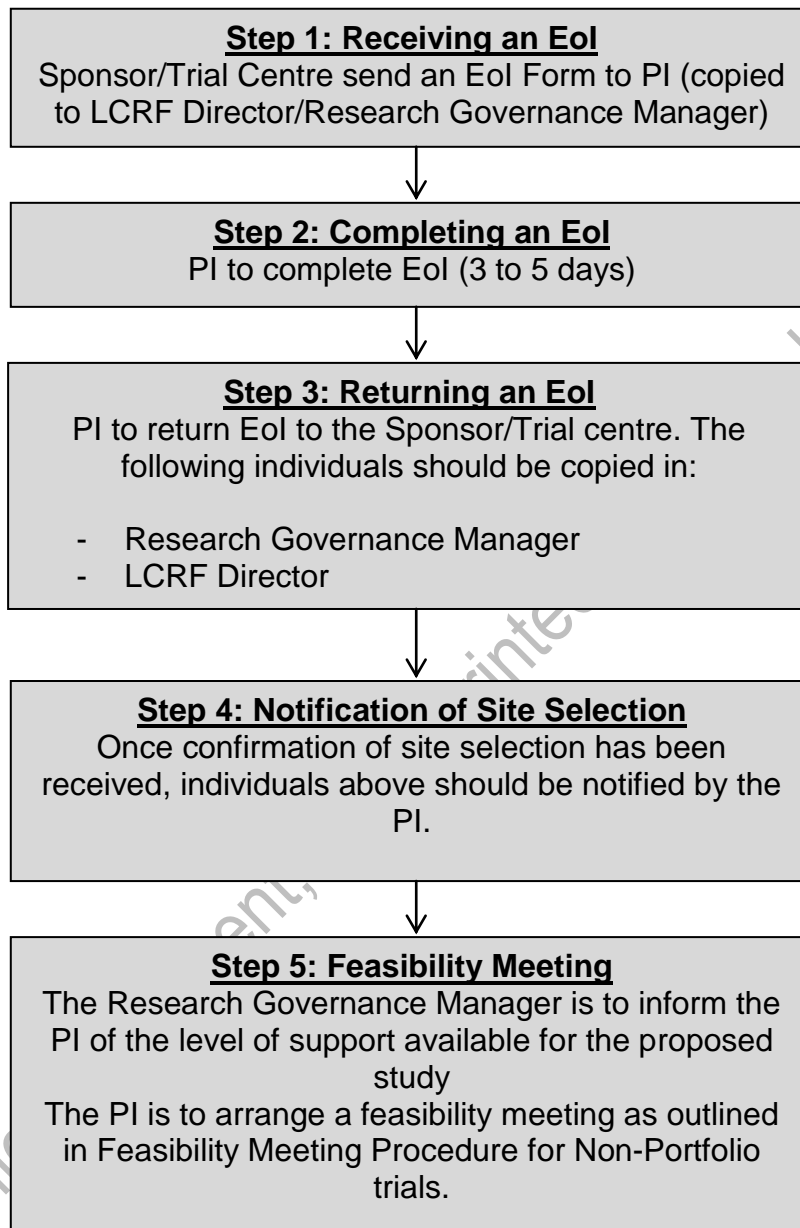 Step 1: Receiving an EoI
Sponsor/Trial Centre send an EoI Form to PI (copied
to LCRF Director/Research Governance Manager)
Step 2: Completing an EoI
PI to complete EoI (3 to 5 days)
Step 3: Returning an EoI
PI to return EoI to the Sponsor/Trial centre. The
following individuals should be copied in:
- Research Governance Manager
- LCRF Director
Step 4: Notification of Site Selection
Once confirmation of site selection has been
received, individuals above should be notified by the
PI.
Step 5: Feasibility Meeting
The Research Governance Manager is to inform the
PI of the level of support available for the proposed
study
The PI is to arrange a feasibility meeting as outlined
in Feasibility Meeting Procedure for Non-Portfolio
trials.